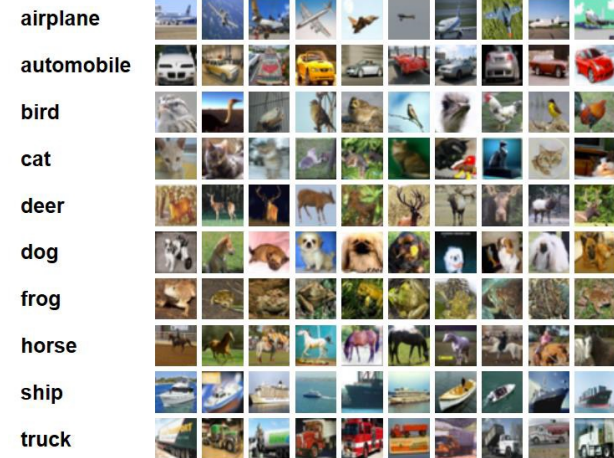 airplane
automobile
bird
cat
deer
dog
frog
horse
ship
truck